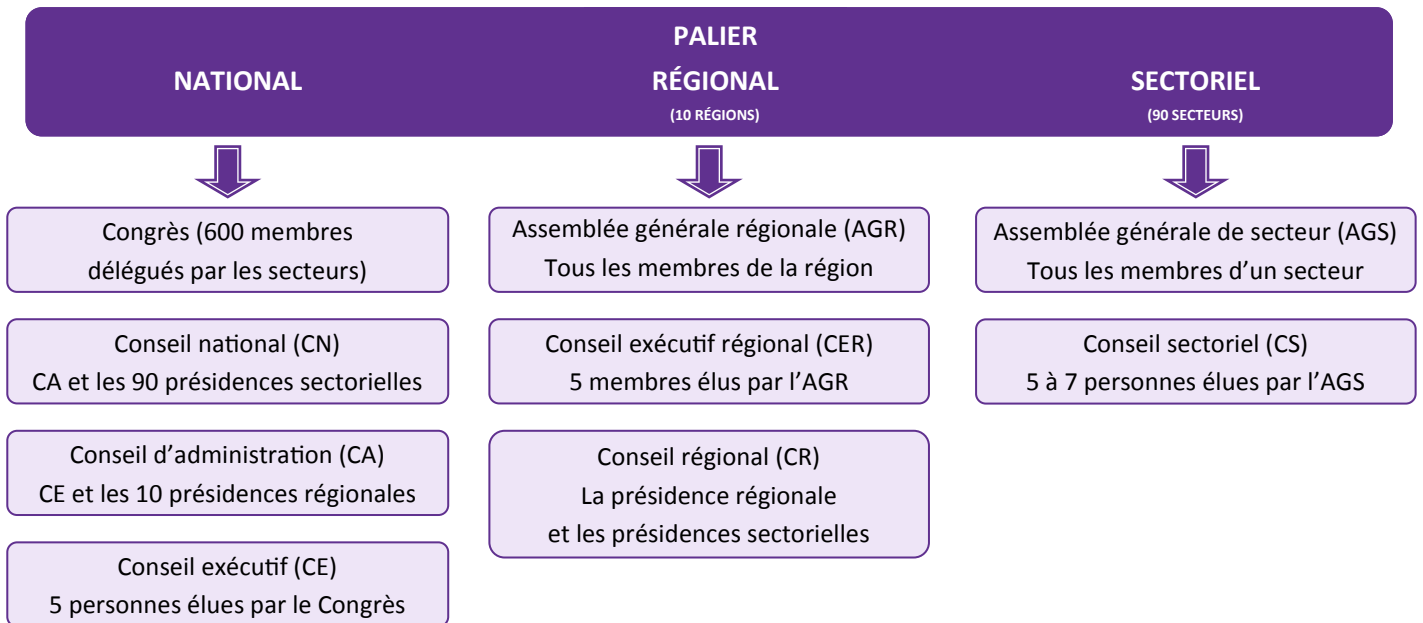 PALIER
NATIONAL
RÉGIONAL
(10 RÉGIONS)
SECTORIEL
(90 SECTEURS)
Congrès (600 membres
délégués par les secteurs)
Conseil national (CN)
CA et les 90 présidences sectorielles
Conseil d’administration (CA)
CE et les 10 présidences régionales
Conseil exécutif (CE)
5 personnes élues par le Congrès
Assemblée générale régionale (AGR)
Tous les membres de la région
Conseil exécutif régional (CER)
5 membres élus par l’AGR
Conseil régional (CR)
La présidence régionale
et les présidences sectorielles
Assemblée générale de secteur (AGS)
Tous les membres d’un secteur
Conseil sectoriel (CS)
5 à 7 personnes élues par l’AGS